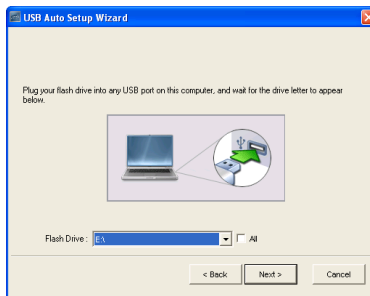 USB Auto Setup Wizard
Plug your flash drive into any USB port on this computer, and wait for the drive letter to appear
below.
Flash Drive : E:\ All
< Back Next > Cancel